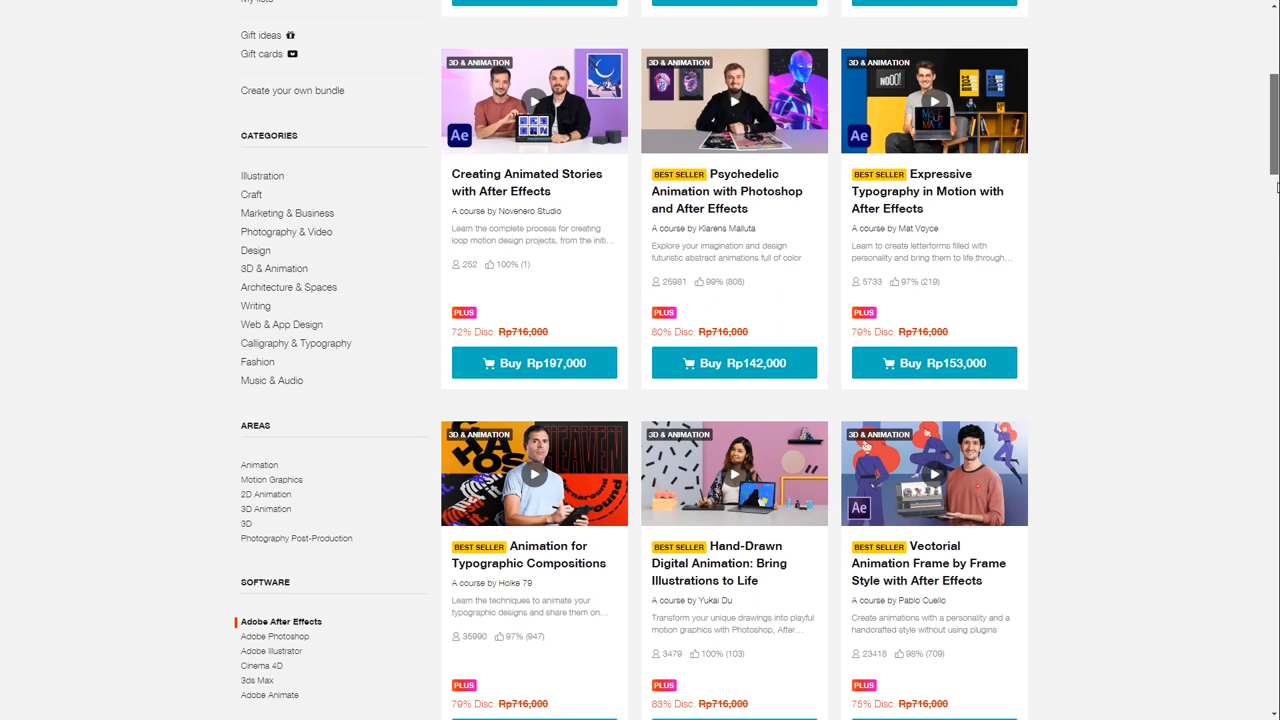 My lists
Gift ideas
Gift cards
Create your own bundle
CATEGORIES
Illustration
Craft
Marketing & Business
Photography & Video
Design
3D & Animation
Architecture & Spaces
Writing
Web & App Design
Calligraphy & Typography
Fashion
Music & Audio
AREAS
Animation
Motion Graphics
2D Animation
3D Animation
3D
Photography Post-Production
SOFTWARE
Adobe After Effects
Adobe Photoshop
Adobe Illustrator
Cinema 4D
3ds Max
Adobe Animate
3D & ANIMATION
Ae
Creating Animated Stories
with After Effects
A course by Novenero Studio
Learn the complete process for creating
loop motion design projects, from the initi...
252 100% (1)
PLUS
72% Disc. Rp716,000
Buy Rp197,000
3D & ANIMATION
BEST SELLER Psychedelic
Animation with Photoshop
and After Effects
A course by Klarens Malluta
Explore your imagination and design
futuristic abstract animations full of color
25981 99% (805)
PLUS
80% Disc. Rp716,000
Buy Rp142,000
3D & ANIMATION
NOOO!
Ae
BEST SELLER Expressive
Typography in Motion with
After Effects
A course by Mat Voyce
Learn to create letterforms filled with
personality and bring them to life through...
5733 97% (219)
PLUS
79% Disc. Rp716,000
Buy Rp153,000
3D & ANIMATION
BEST SELLER Animation for
Typographic Compositions
A course by Holke 79
Learn the techniques to animate your
typographic designs and share them on...
35990 97% (947)
PLUS
79% Disc. Rp716,000
3D & ANIMATION
BEST SELLER Hand-Drawn
Digital Animation: Bring
Illustrations to Life
A course by Yukai Du
Transform your unique drawings into playful
motion graphics with Photoshop, After...
3479 100% (103)
PLUS
83% Disc. Rp716,000
3D & ANIMATION
Ae
BEST SELLER Vectorial
Animation Frame by Frame
Style with After Effects
A course by Pablo Cuello
Create animations with a personality and a
handcrafted style without using plugins
23418 98% (709)
PLUS
75% Disc. Rp716,000